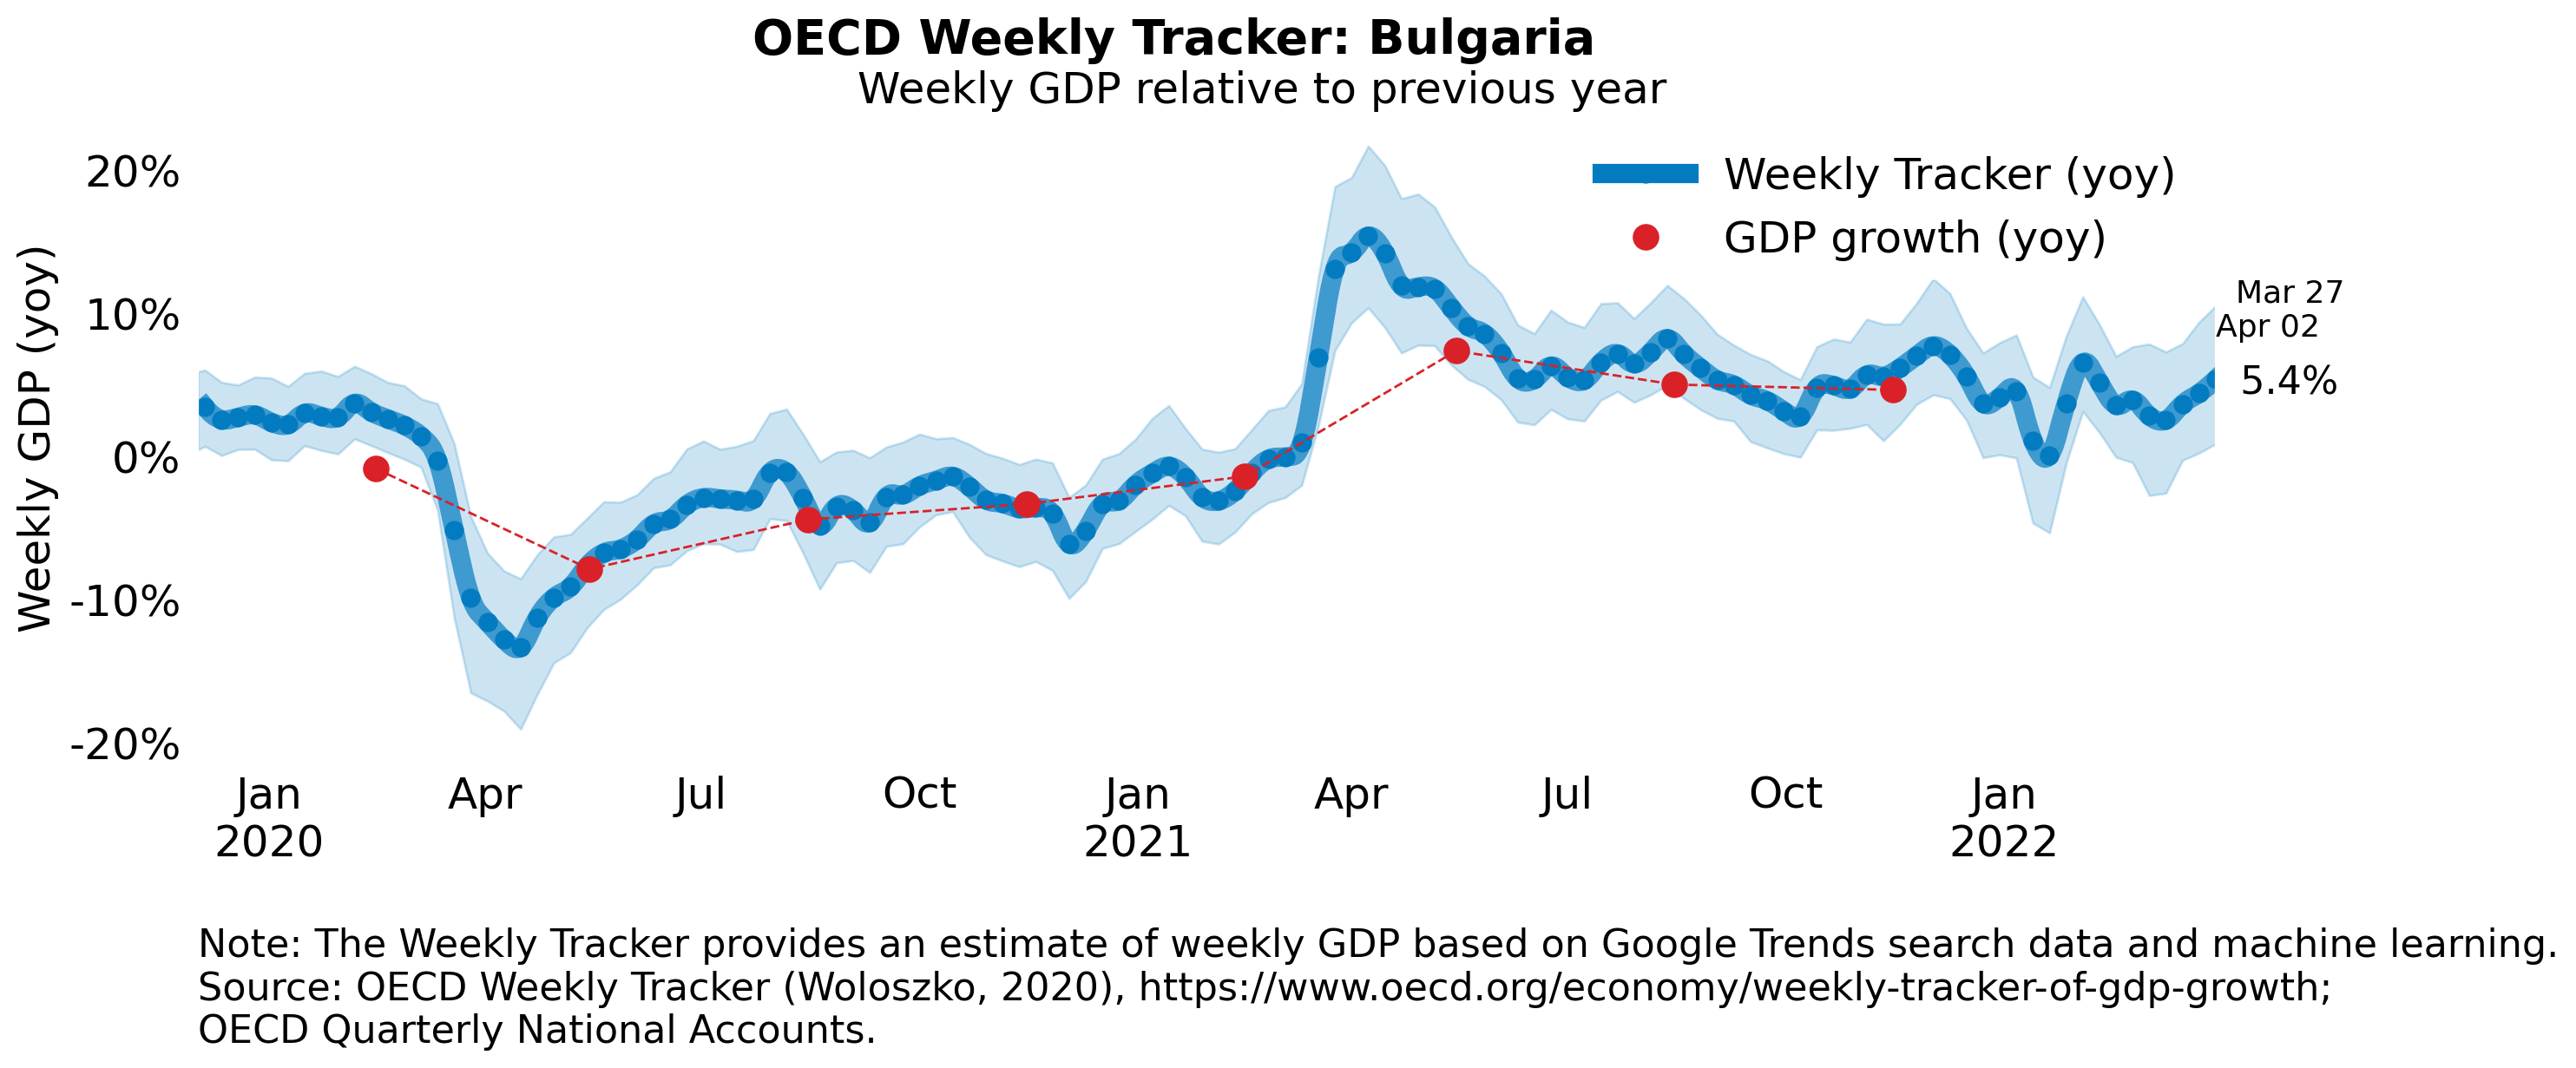 OECD Weekly Tracker: Bulgaria
Weekly GDP relative to previous year
Weekly GDP (yoy)
20%
10%
0%
-10%
-20%
Weekly Tracker (yoy)
GDP growth (yoy)
Mar 27
Apr 02
5.4%
Jan Apr Jul Oct Jan Apr Jul Oct Jan
2020 2021 2022
Note: The Weekly Tracker provides an estimate of weekly GDP based on Google Trends search data and machine learning.
Source: OECD Weekly Tracker (Woloszko, 2020), https://www.oecd.org/economy/weekly-tracker-of-gdp-growth;
OECD Quarterly National Accounts.